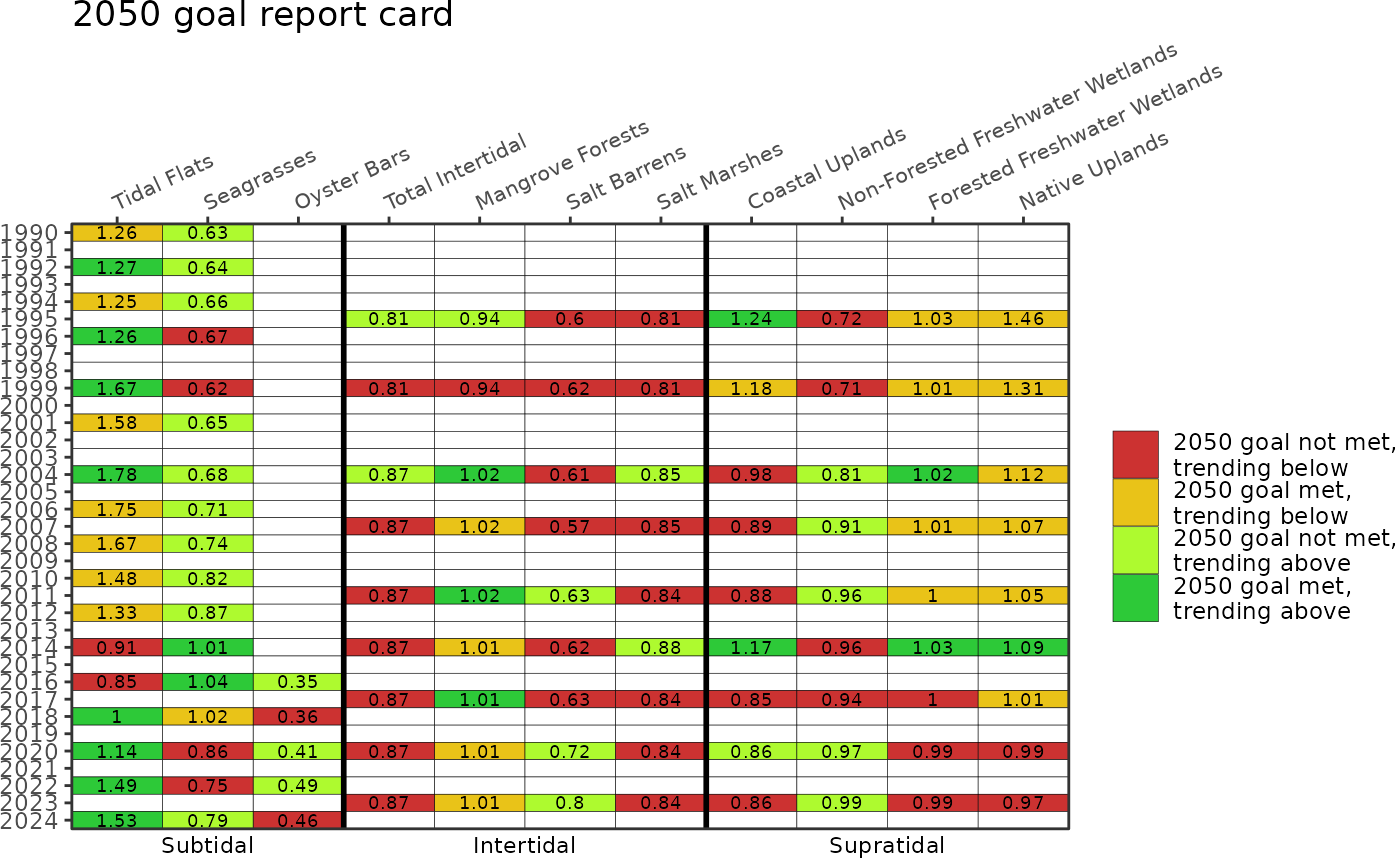 2050 goal report card
Tidal Flats
Seagrasses
Oyster Bars
Total Intertidal
Mangrove Forests
Salt Barrens
Salt Marshes
Coastal Uplands
Non-Forested Freshwater Wetlands
Forested Freshwater Wetlands
Native Uplands
1990 1.26 0.63
1991
1992 1.27 0.64
1993
1994 1.25 0.66
1995 0.81 0.94 0.6 0.81 1.24 0.72 1.03 1.46
1996 1.26 0.67
1997
1998
1999 1.67 0.62 0.81 0.94 0.62 0.81 1.18 0.71 1.01 1.31
2000
2001 1.58 0.65
2002
2003
2004 1.78 0.68 0.87 1.02 0.61 0.85 0.98 0.81 1.02 1.12
2005
2006 1.75 0.71
2007 0.87 1.02 0.57 0.85 0.89 0.91 1.01 1.07
2008 1.67 0.74
2009
2010 1.48 0.82
2011 0.87 1.02 0.63 0.84 0.88 0.96 1 1.05
2012 1.33 0.87
2013
2014 0.91 1.01 0.87 1.01 0.62 0.88 1.17 0.96 1.03 1.09
2015
2016 0.85 1.04 0.35
2017 0.87 1.01 0.63 0.84 0.85 0.94 1 1.01
2018 1 1.02 0.36
2019
2020 1.14 0.86 0.41 0.87 1.01 0.72 0.84 0.86 0.97 0.99 0.99
2021
2022 1.49 0.75 0.49
2023 0.87 1.01 0.8 0.84 0.86 0.99 0.99 0.97
2024 1.53 0.79 0.46
Subtidal Intertidal Supratidal
2050 goal not met,
trending below
2050 goal met,
trending below
2050 goal not met,
trending above
2050 goal met,
trending above